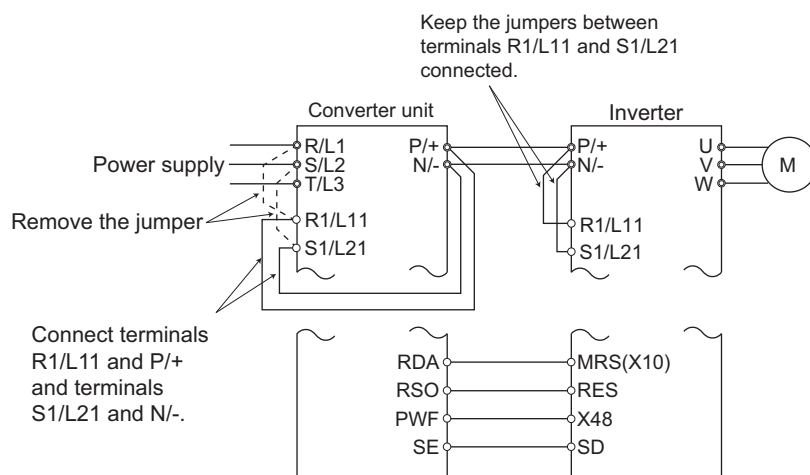 Keep the jumpers between
terminals R1/L11 and S1/L21
connected.
Converter unit
Inverter
R/L1
P/+
P/+
U
Power supply
S/L2
N/-
N/-
V
M
T/L3
W
Remove the jumper
R1/L11
R1/L11
S1/L21
S1/L21
Connect terminals
R1/L11 and P/+
and terminals
S1/L21 and N/-.
RDA
MRS(X10)
RSO
RES
PWF
X48
SE
SD